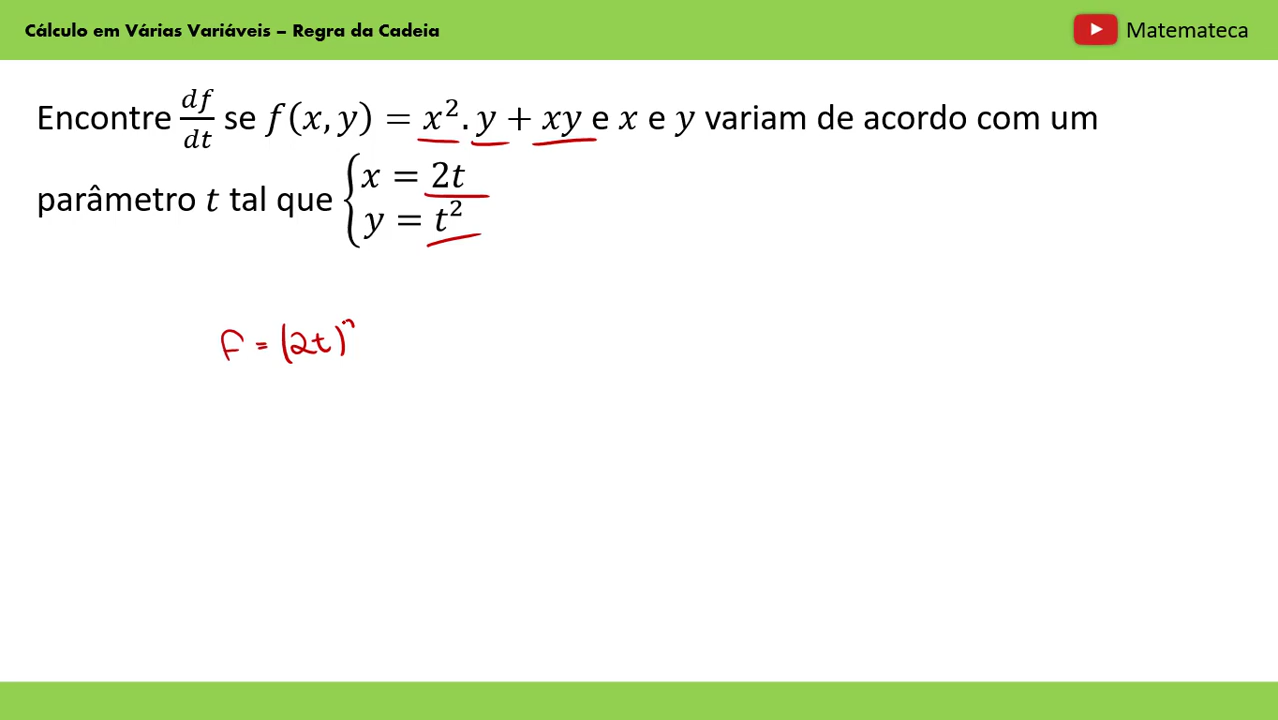 Cálculo em Várias Variáveis – Regra da Cadeia
Matemateca
Encontre df/dt se f(x, y) = x². y + xy e x e y variam de acordo com um
parâmetro t tal que { x = 2t
y = t²
F = (2t)